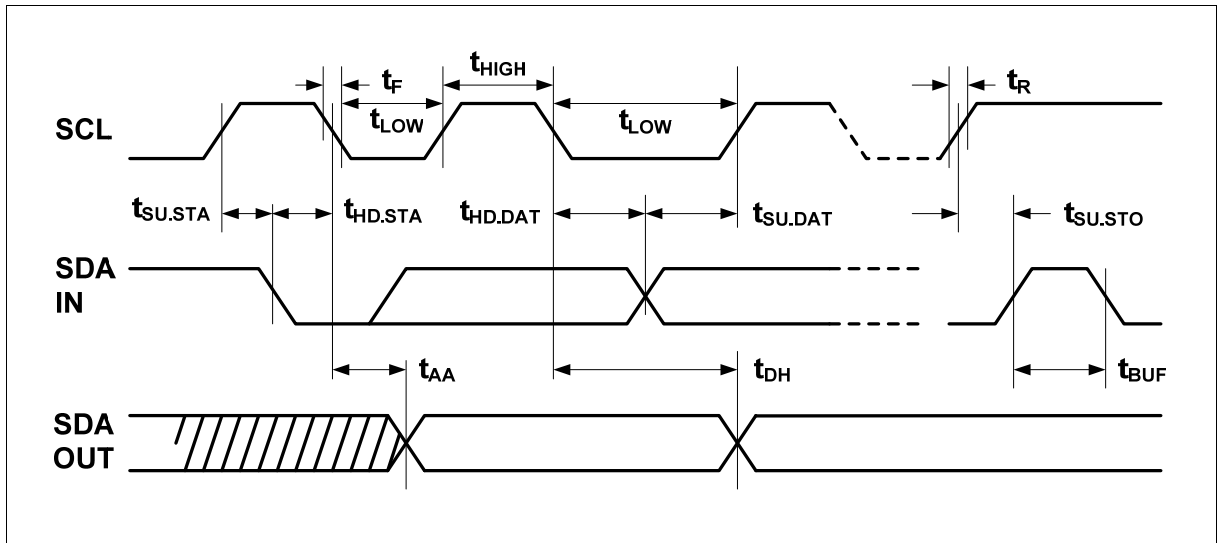 SCL
tF
tHIGH
tR
tLOW
tLOW
tSU.STA
tHD.STA
tHD.DAT
tSU.DAT
tSU.STO
SDA
IN
tAA
tDH
tBUF
SDA
OUT